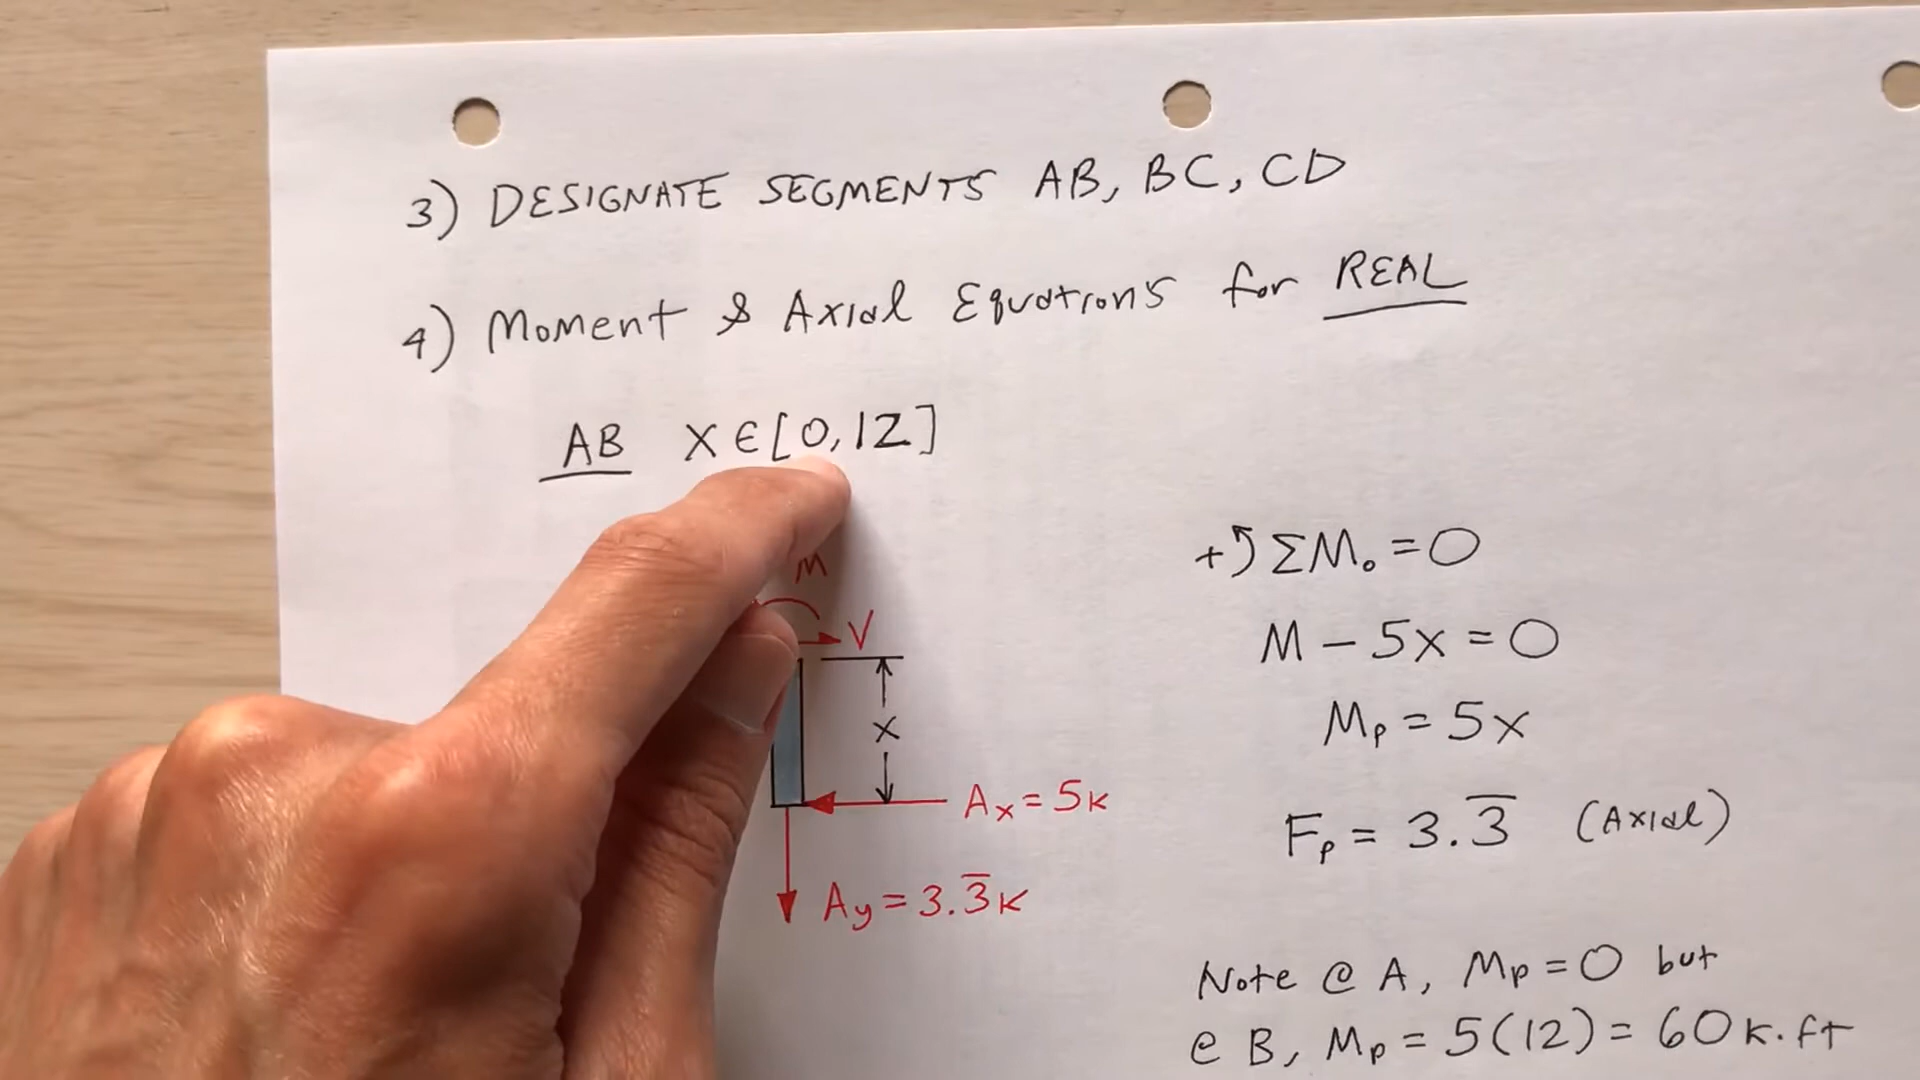 3) DESIGNATE SEGMENTS AB, BC, CD
4) Moment & Axial Equations for REAL
AB X∈[0,12]
M
V
X
Ax=5k
Ay=3.3̅k
+↺ΣMo=0
M-5x=0
Mp=5x
Fp=3.3̅ (Axial)
Note @ A, Mp=0 but
@ B, Mp=5(12)=60k.ft